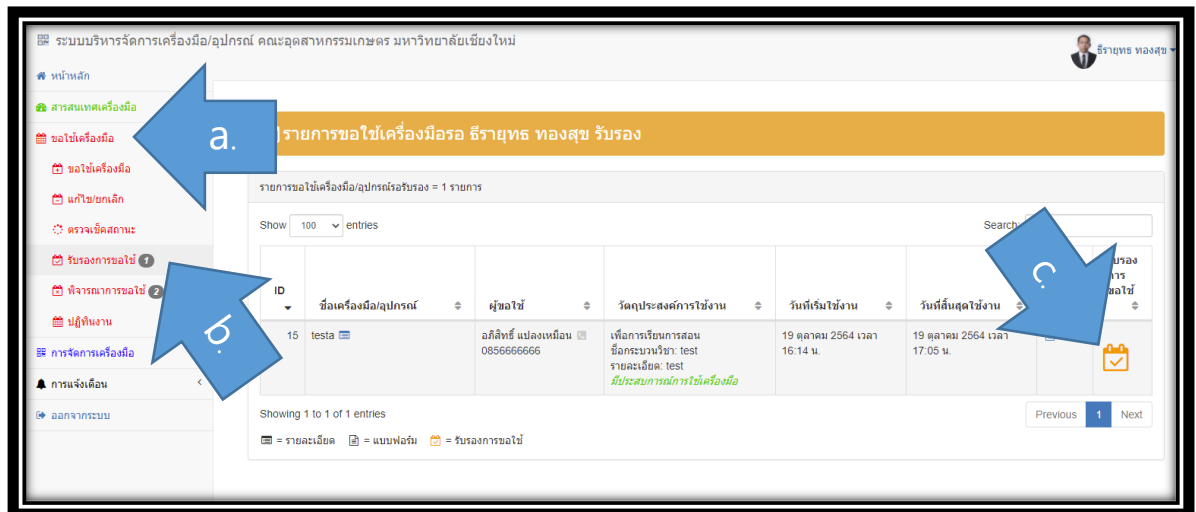 ระบบบริหารจัดการเครื่องมือ/อุปกรณ์ คณะอุตสาหกรรมเกษตร มหาวิทยาลัยเชียงใหม่
ธีรายุทธ ทองสุข
หน้าหลัก
สารสนเทศเครื่องมือ
ขอใช้เครื่องมือ
ขอใช้เครื่องมือ
แก้ไข/ยกเลิก
ตรวจเช็คสถานะ
รับรองการขอใช้ 1
พิจารณาการขอใช้ 2
ปฏิทินงาน
การจัดการเครื่องมือ
การแจ้งเตือน
ออกจากระบบ
a.
b.
c.
รายการขอใช้เครื่องมือรอ ธีรายุทธ ทองสุข รับรอง
รายการขอใช้เครื่องมือ/อุปกรณ์รอรับรอง = 1 รายการ
Show 100 entries
Search:
ID ชื่อเครื่องมือ/อุปกรณ์ ผู้ขอใช้ วัตถุประสงค์การใช้งาน วันที่เริ่มใช้งาน วันที่สิ้นสุดใช้งาน
ขอใช้
15 testa อภิสิทธิ์ แปลงเหมือน เพื่อการเรียนการสอน 19 ตุลาคม 2564 เวลา 19 ตุลาคม 2564 เวลา
0856666666 ชื่อกระบวนวิชา: test 16:14 น. 17:05 น.
รายละเอียด: test
มีประสบการณ์การใช้เครื่องมือ
Showing 1 to 1 of 1 entries
Previous 1 Next
= รายละเอียด = แบบฟอร์ม = รับรองการขอใช้